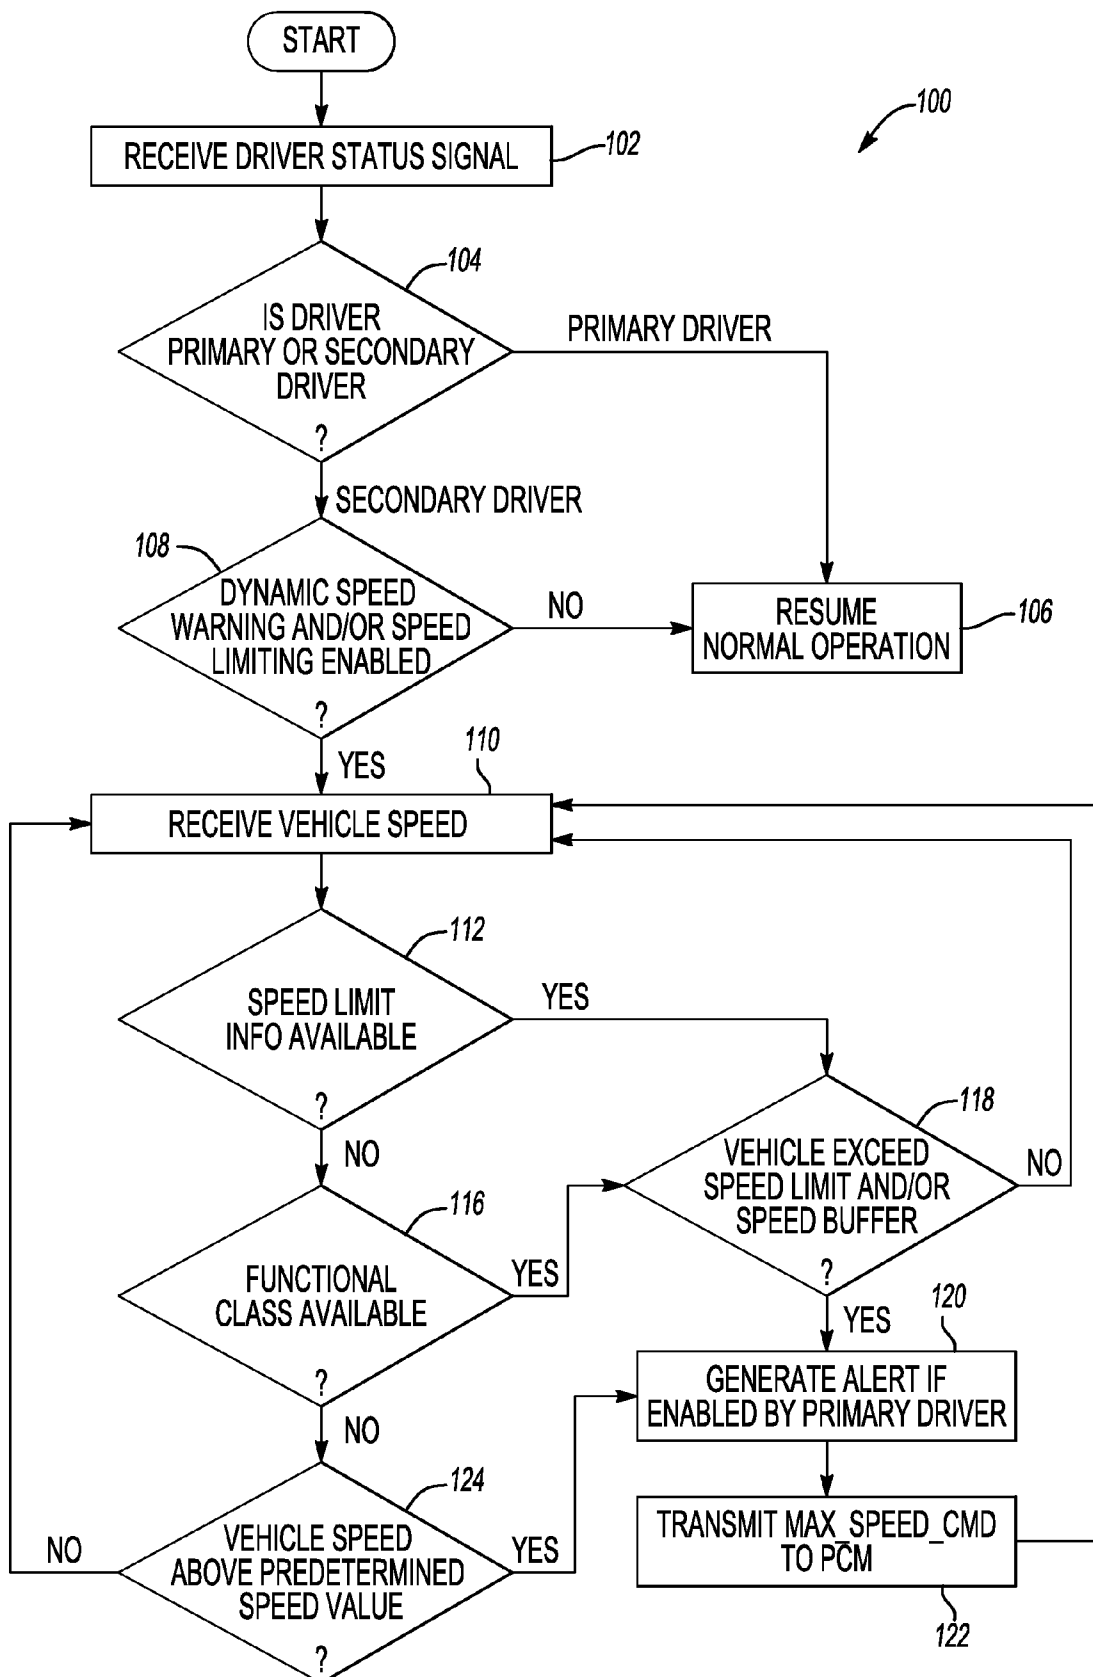 START
100
RECEIVE DRIVER STATUS SIGNAL
102
104
IS DRIVER
PRIMARY OR SECONDARY
DRIVER
?
PRIMARY DRIVER
SECONDARY DRIVER
108
DYNAMIC SPEED
WARNING AND/OR SPEED
LIMITING ENABLED
?
NO
RESUME
NORMAL OPERATION
106
YES
110
RECEIVE VEHICLE SPEED
112
SPEED LIMIT
INFO AVAILABLE
?
YES
NO
118
VEHICLE EXCEED
SPEED LIMIT AND/OR
SPEED BUFFER
?
NO
YES
116
FUNCTIONAL
CLASS AVAILABLE
?
YES
NO
120
GENERATE ALERT IF
ENABLED BY PRIMARY DRIVER
124
VEHICLE SPEED
ABOVE PREDETERMINED
SPEED VALUE
?
NO
YES
TRANSMIT MAX_SPEED_CMD
TO PCM
122